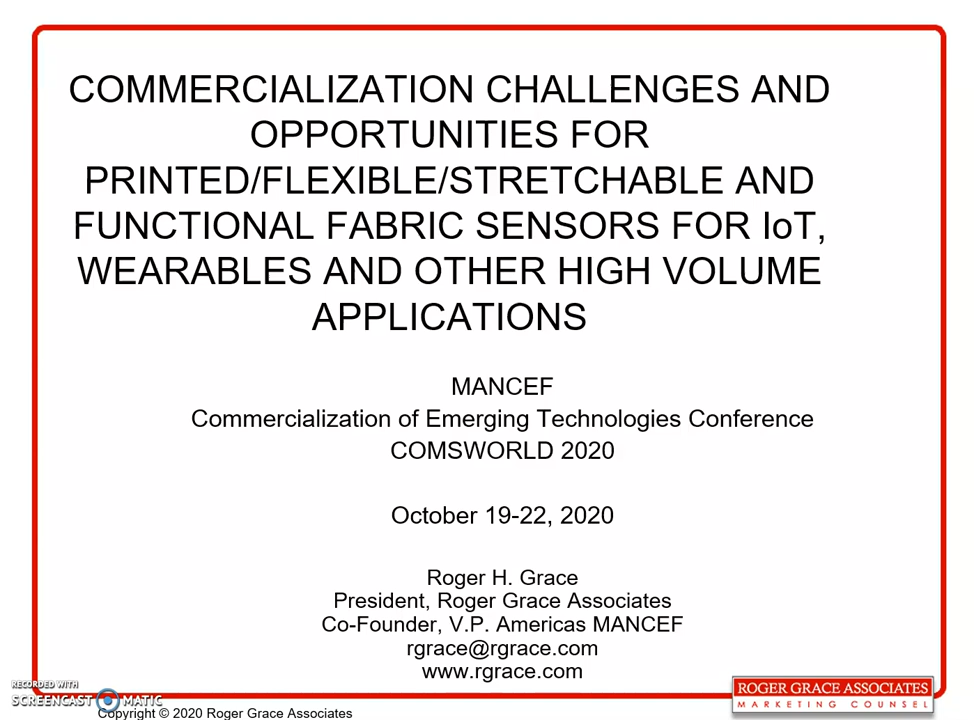 COMMERCIALIZATION CHALLENGES AND
OPPORTUNITIES FOR
PRINTED/FLEXIBLE/STRETCHABLE AND
FUNCTIONAL FABRIC SENSORS FOR IoT,
WEARABLES AND OTHER HIGH VOLUME
APPLICATIONS
MANCEF
Commercialization of Emerging Technologies Conference
COMSWORLD 2020
October 19-22, 2020
Roger H. Grace
President, Roger Grace Associates
Co-Founder, V.P. Americas MANCEF
rgrace@rgrace.com
www.rgrace.com
RECORDED WITH
SCREENCAST MATIC
ROGER GRACE ASSOCIATES
MARKETING COUNSEL
Copyright © 2020 Roger Grace Associates